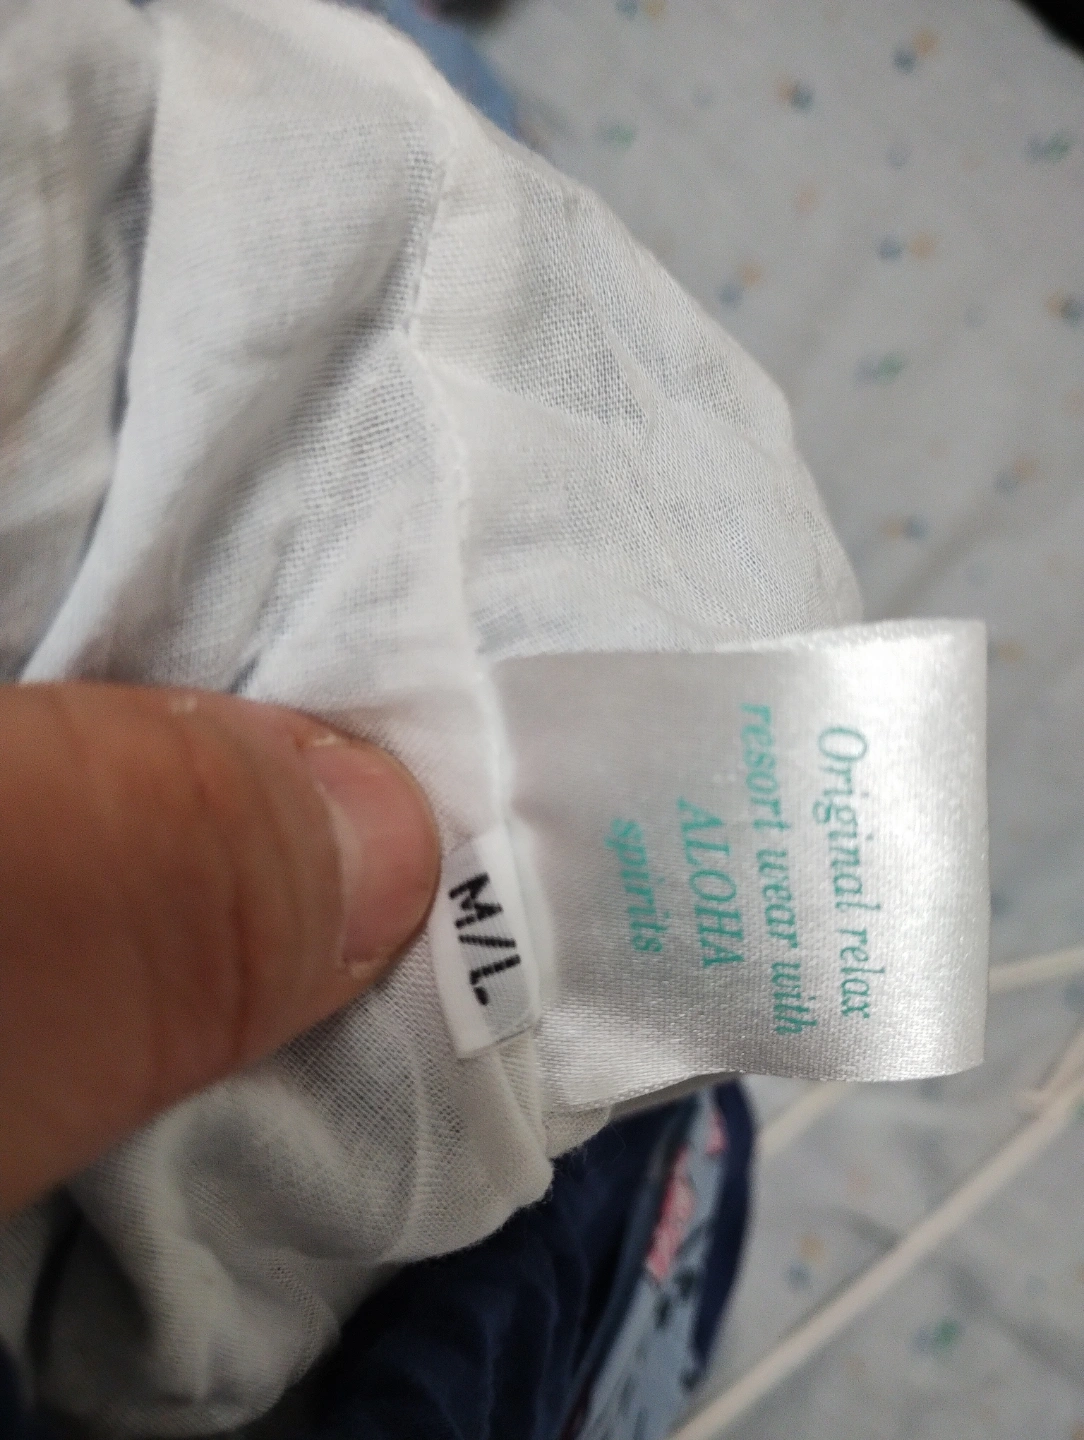 Original relax
resort wear with
ALOHA
spirits
M/L